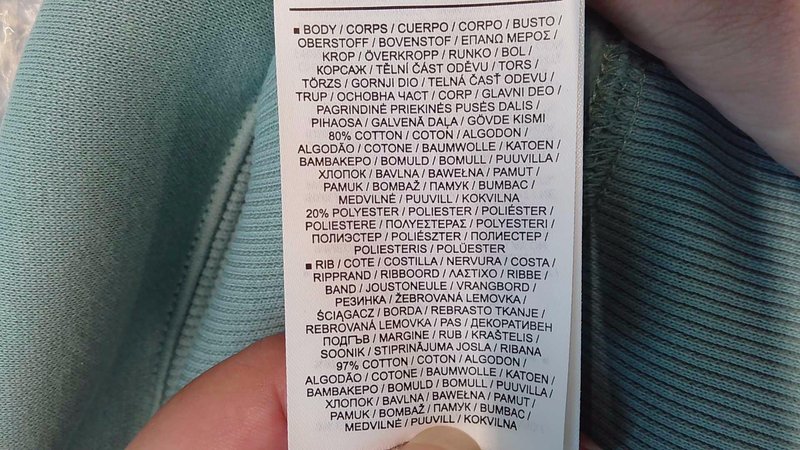 ▪ BODY / CORPS / CUERPO / CORPO / BUSTO /
OBERSTOFF / BOVENSTOF / ΕΠΑΝΩ ΜΕΡΟΣ /
KROP / ÖVERKROPP / RUNKO / BOL /
КОРСАЖ / TĚLNÍ ČÁST ODĚVU / TORS /
TÖRZS / GORNJI DIO / TELNÁ ČASŤ ODEVU /
TRUP / ОСНОВНА ЧАСТ / CORP / GLAVNI DEO /
PAGRINDINĖ PRIEKINĖS PUSĖS DALIS /
PIHAOSA / GALVENĀ DAĻA / GÖVDE KISMI
80% COTTON / COTON / ALGODON /
ALGODÃO / COTONE / BAUMWOLLE / KATOEN /
ΒΑΜΒΑΚΕΡΟ / BOMULD / BOMULL / PUUVILLA /
ХЛОПОК / BAVLNA / BAWEŁNA / PAMUT /
PAMUK / BOMBAŽ / ПАМУК / BUMBAC /
MEDVILNĖ / PUUVILL / KOKVILNA
20% POLYESTER / POLIESTER / POLIÉSTER /
POLIESTERE / ΠΟΛΥΕΣΤΕΡΑΣ / POLYESTERI /
ПОЛИЭСТЕР / POLIÉSZTER / ПОЛИЕСТЕР /
POLIESTERIS / POLÜESTER
▪ RIB / COTE / COSTILLA / NERVURA / COSTA /
RIPPRAND / RIBBOORD / ΛΑΣΤΙΧΟ / RIBBE /
BAND / JOUSTONEULE / VRANGBORD /
РЕЗИНКА / ŽEBROVANÁ LEMOVKA /
ŚCIĄGACZ / BORDA / REBRASTO TKANJE /
REBROVANÁ LEMOVKA / PAS / ДЕКОРАТИВЕН
ПОДГЪВ / MARGINE / RUB / KRAŠTELIS /
SOONIK / STIPRINĀJUMA JOSLA / RIBANA
97% COTTON / COTON / ALGODON /
ALGODÃO / COTONE / BAUMWOLLE / KATOEN /
ΒΑΜΒΑΚΕΡΟ / BOMULD / BOMULL / PUUVILLA /
ХЛОПОК / BAVLNA / BAWEŁNA / PAMUT /
PAMUK / BOMBAŽ / ПАМУК / BUMBAC /
MEDVILNĖ / PUUVILL / KOKVILNA